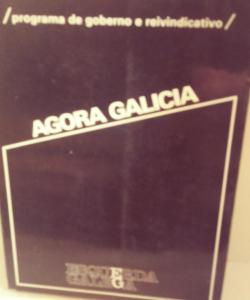 /programa de goberno e reivindicativo/
AGORA GALICIA
ESQUERDA
GALEGA